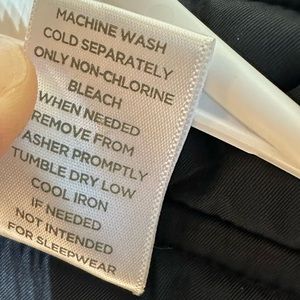 MACHINE WASH
COLD SEPARATELY
ONLY NON-CHLORINE
BLEACH
WHEN NEEDED
REMOVE FROM
ASHER PROMPTLY
TUMBLE DRY LOW
COOL IRON
IF NEEDED
NOT INTENDED
FOR SLEEPWEAR